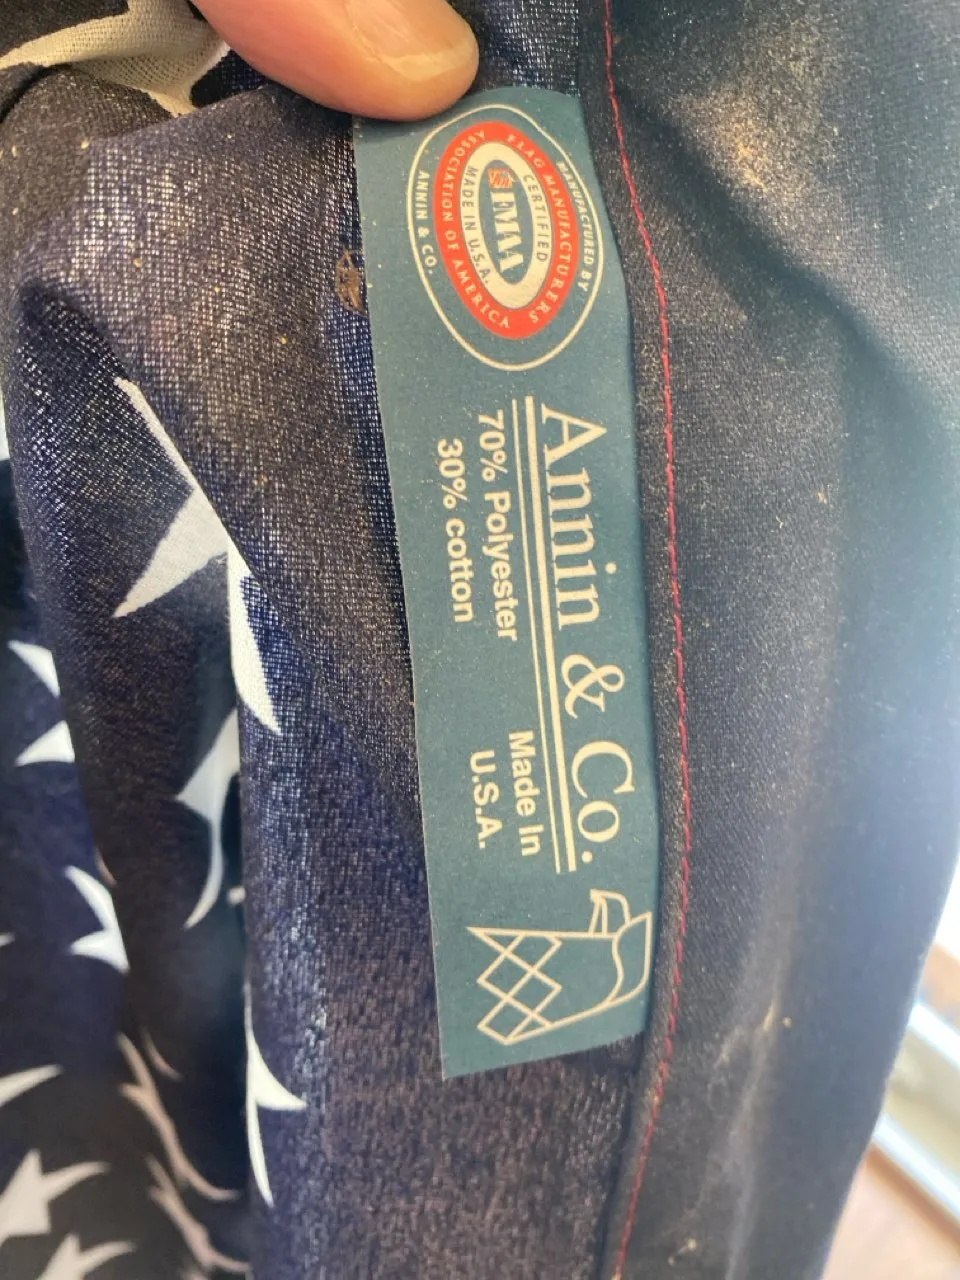 MANUFACTURED BY
FLAG MANUFACTURERS
ASSOCIATION OF AMERICA
CERTIFIED
FMAA
MADE IN U.S.A.
ANNIN & CO.
Annin & Co.
70% Polyester
30% cotton
Made In
U.S.A.